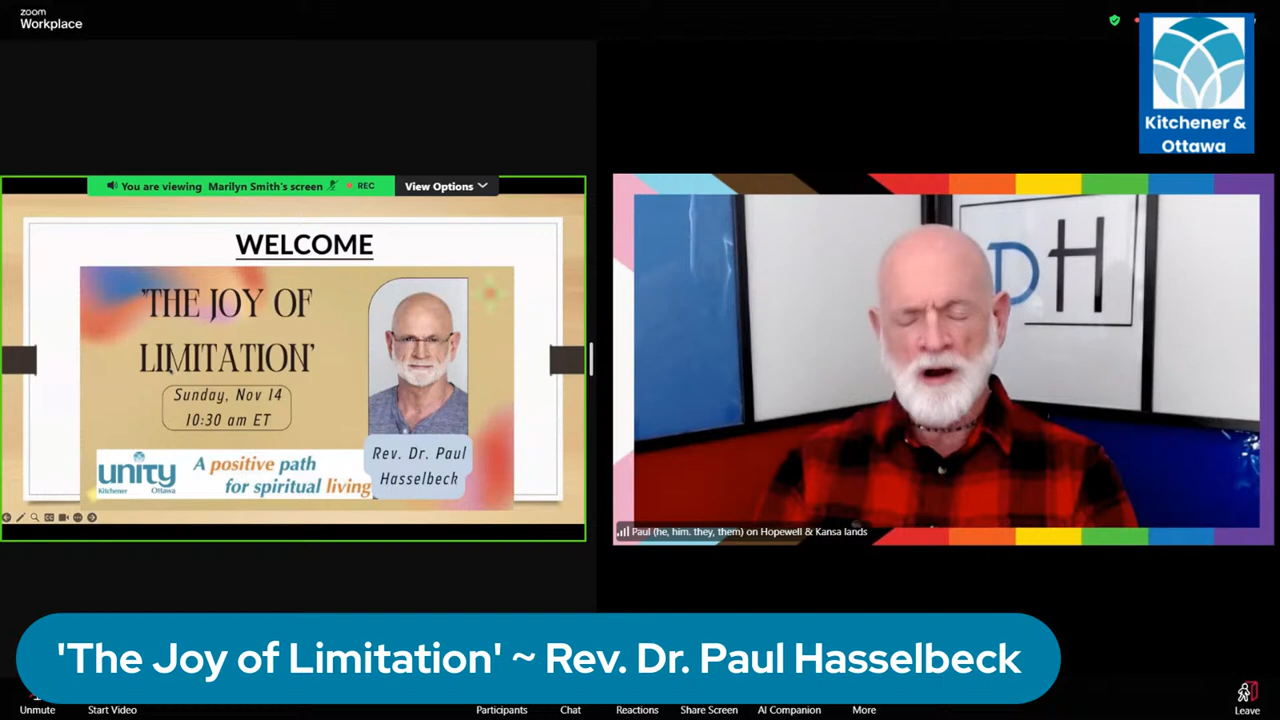 zoom
Workplace
Kitchener &
Ottawa
You are viewing Marilyn Smith's screen
REC
View Options
WELCOME
'THE JOY OF
LIMITATION'
Sunday, Nov 14
10:30 am ET
Rev. Dr. Paul
Hasselbeck
unity
Kitchener Ottawa
A positive path
for spiritual living
DH
Paul (he, him. they, them) on Hopewell & Kansa lands
'The Joy of Limitation' ~ Rev. Dr. Paul Hasselbeck
Unmute
Start Video
Participants
Chat
Reactions
Share Screen
AI Companion
More
Leave